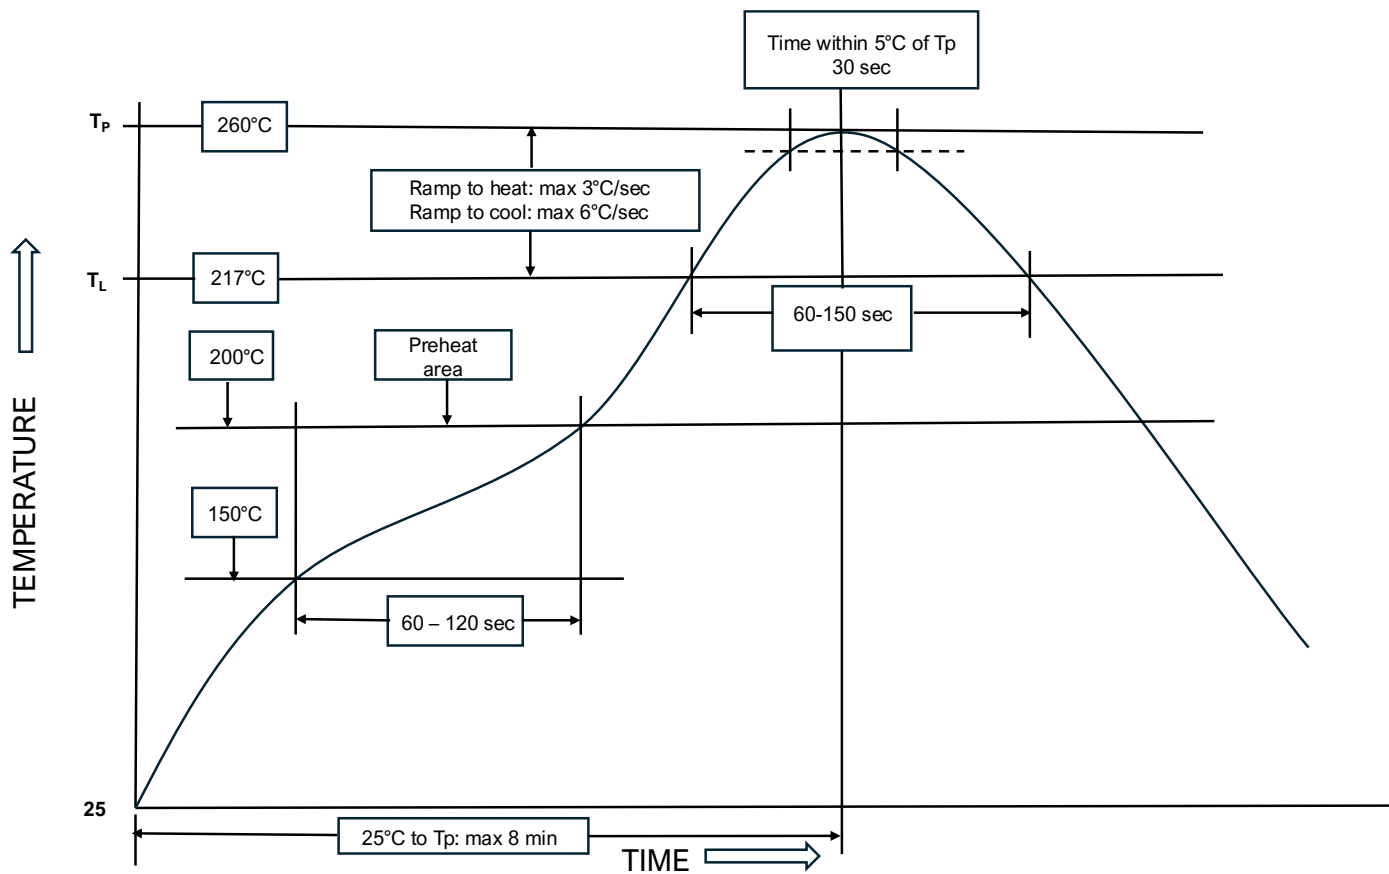 Time within 5°C of Tp
30 sec
TP
260°C
Ramp to heat: max 3°C/sec
Ramp to cool: max 6°C/sec
TL
217°C
60-150 sec
200°C
Preheat
area
TEMPERATURE
150°C
60 – 120 sec
25
25°C to Tp: max 8 min
TIME